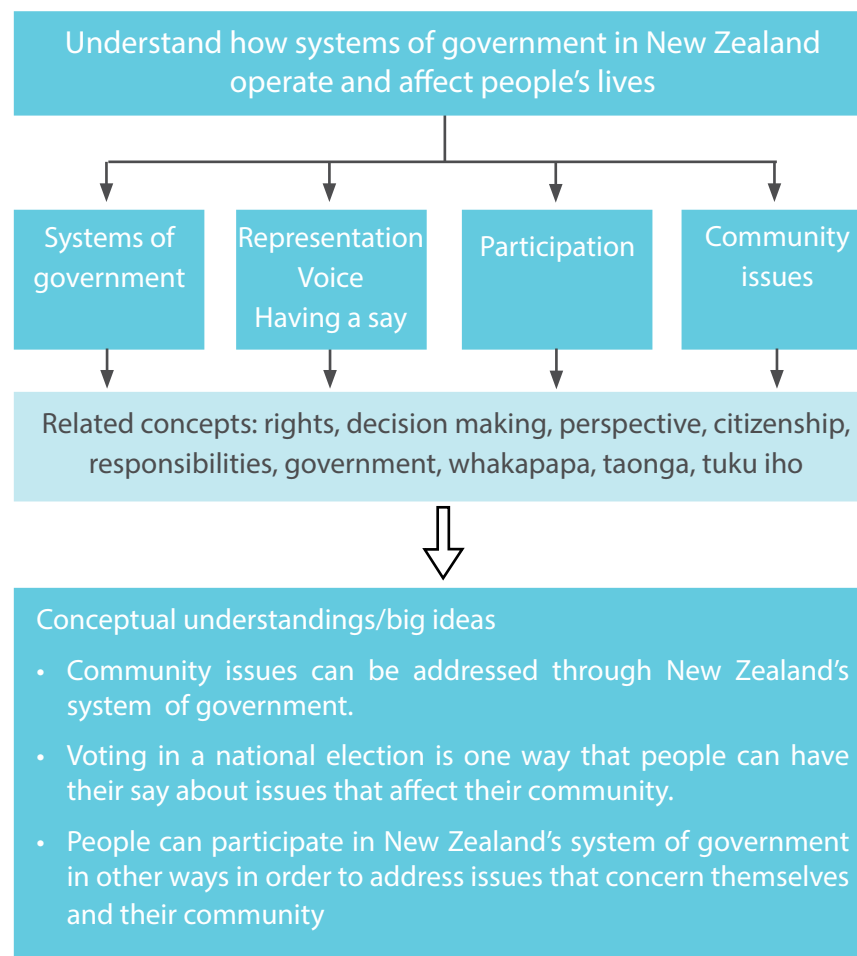 Understand how systems of government in New Zealand
operate and affect people’s lives
Systems of
government
Representation
Voice
Having a say
Participation
Community
issues
Related concepts: rights, decision making, perspective, citizenship,
responsibilities, government, whakapapa, taonga, tuku iho
Conceptual understandings/big ideas
• Community issues can be addressed through New Zealand’s
system of government.
• Voting in a national election is one way that people can have
their say about issues that affect their community.
• People can participate in New Zealand’s system of government
in other ways in order to address issues that concern themselves
and their community